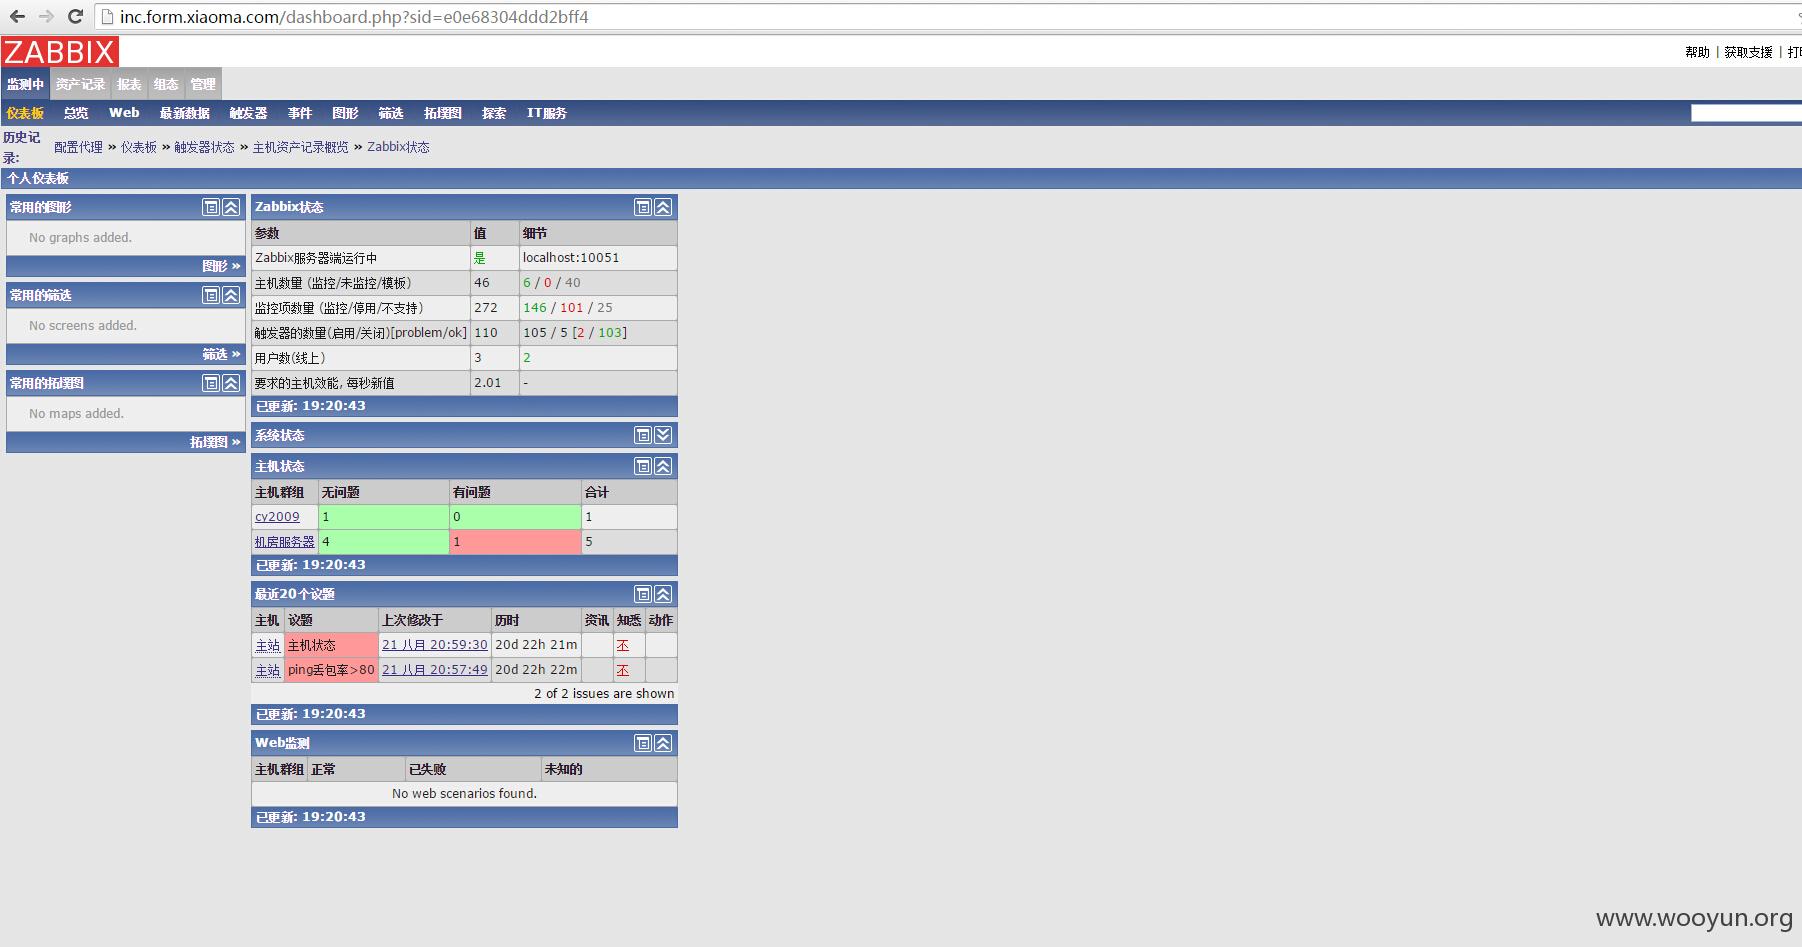 inc.form.xiaoma.com/dashboard.php?sid=e0e68304ddd2bff4
ZABBIX
帮助 | 获取支援 | 打印
监测中 资产记录 报表 组态 管理
仪表板 总览 Web 最新数据 触发器 事件 图形 筛选 拓墣图 探索 IT服务
历史记录: 配置代理 » 仪表板 » 触发器状态 » 主机资产记录概览 » Zabbix状态
个人仪表板
常用的图形
No graphs added.
图形 »
常用的筛选
No screens added.
筛选 »
常用的拓墣图
No maps added.
拓墣图 »
Zabbix状态
参数 值 细节
Zabbix服务器端运行中 是 localhost:10051
主机数量 (监控/未监控/模板) 46 6 / 0 / 40
监控项数量 (监控/停用/不支持) 272 146 / 101 / 25
触发器的数量(启用/关闭)[problem/ok] 110 105 / 5 [2 / 103]
用户数(线上) 3 2
要求的主机效能, 每秒新值 2.01 -
已更新: 19:20:43
系统状态
主机状态
主机群组 无问题 有问题 合计
cy2009 1 0 1
机房服务器 4 1 5
已更新: 19:20:43
最近20个议题
主机 议题 上次修改于 历时 资讯 知悉 动作
主站 主机状态 21 八月 20:59:30 20d 22h 21m 不
主站 ping丢包率>80 21 八月 20:57:49 20d 22h 22m 不
2 of 2 issues are shown
已更新: 19:20:43
Web监测
主机群组 正常 已失败 未知的
No web scenarios found.
已更新: 19:20:43
www.wooyun.org